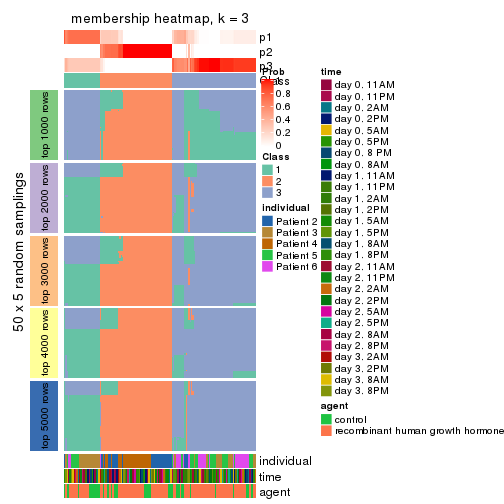 membership heatmap, k = 3
p1
p2
p3
Class
50 x 5 random samplings
top 1000 rows
top 2000 rows
top 3000 rows
top 4000 rows
top 5000 rows
individual
time
agent
Prob
1
0.8
0.6
0.4
0.2
0
Class
1
2
3
individual
Patient 2
Patient 3
Patient 4
Patient 5
Patient 6
time
day 0. 11AM
day 0. 11PM
day 0. 2AM
day 0. 2PM
day 0. 5AM
day 0. 5PM
day 0. 8 PM
day 0. 8AM
day 1. 11AM
day 1. 11PM
day 1. 2AM
day 1. 2PM
day 1. 5AM
day 1. 5PM
day 1. 8AM
day 1. 8PM
day 2. 11AM
day 2. 11PM
day 2. 2AM
day 2. 2PM
day 2. 5AM
day 2. 5PM
day 2. 8AM
day 2. 8PM
day 3. 2AM
day 3. 2PM
day 3. 8AM
day 3. 8PM
agent
control
recombinant human growth hormone